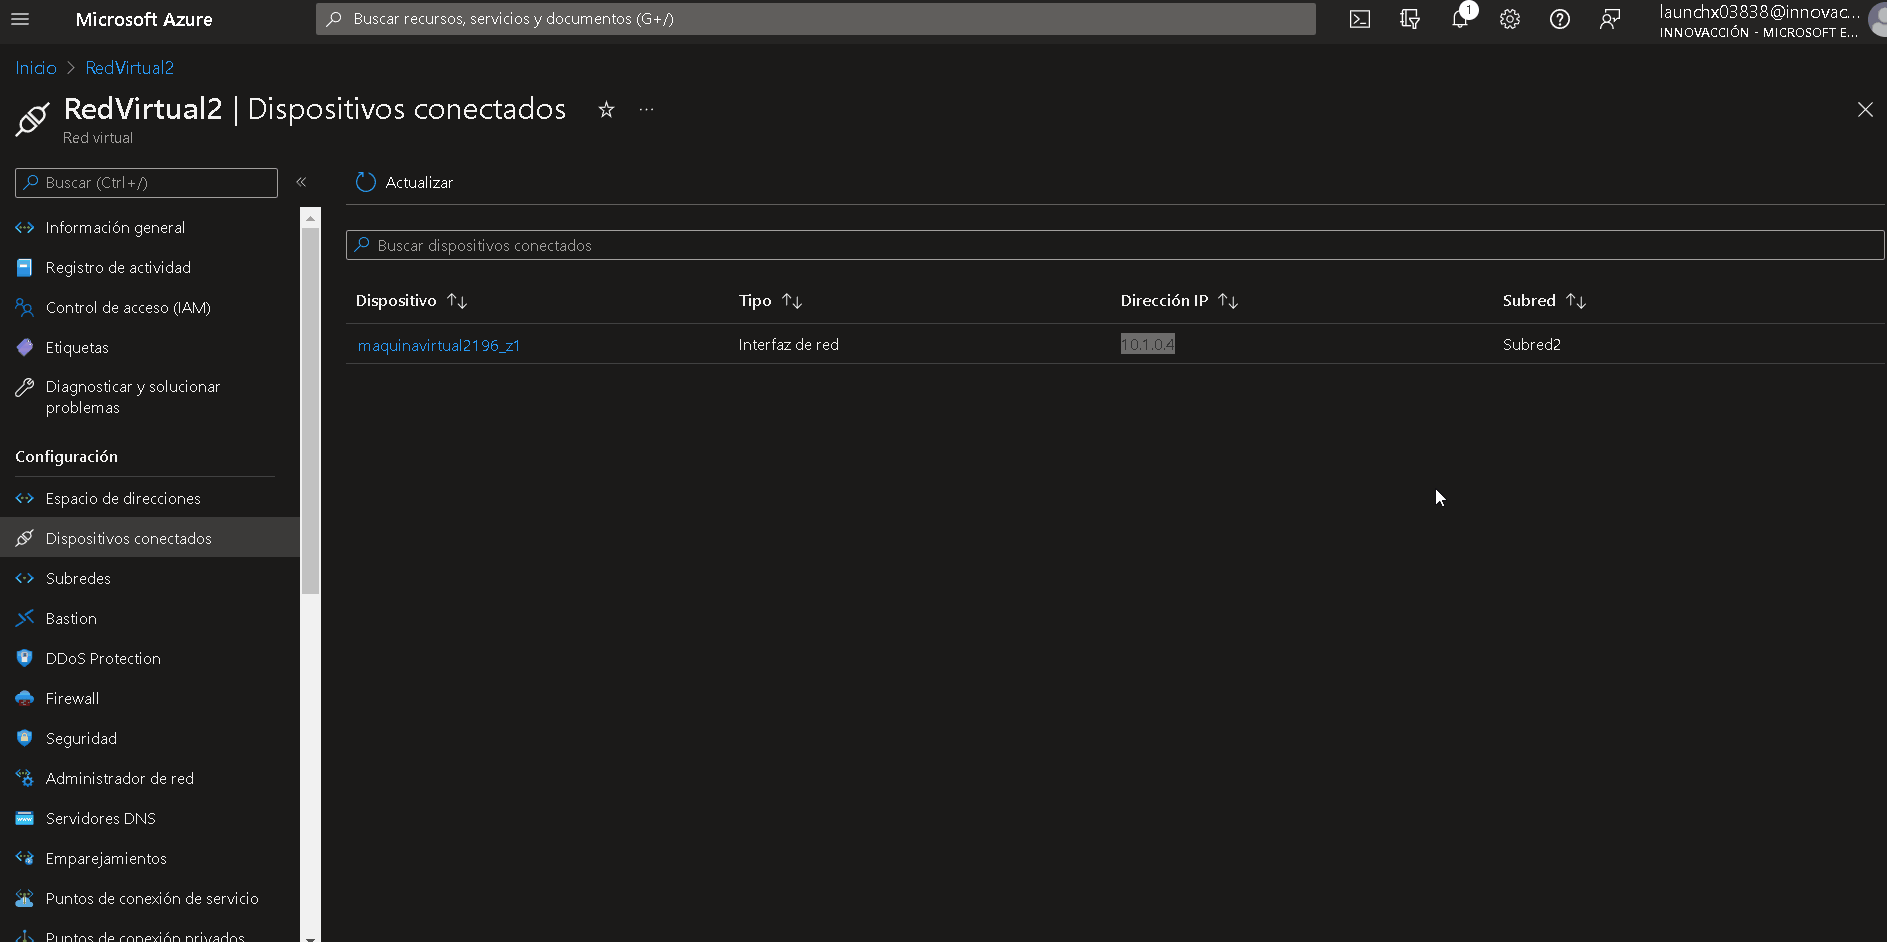 Microsoft Azure
Buscar recursos, servicios y documentos (G+/)
1
launchx03838@innovac...
INNOVACCIÓN - MICROSOFT E...
Inicio > RedVirtual2
RedVirtual2 | Dispositivos conectados
Red virtual
Buscar (Ctrl+/)
Actualizar
Información general
Registro de actividad
Control de acceso (IAM)
Etiquetas
Diagnosticar y solucionar
problemas
Configuración
Espacio de direcciones
Dispositivos conectados
Subredes
Bastion
DDoS Protection
Firewall
Seguridad
Administrador de red
Servidores DNS
Emparejamientos
Puntos de conexión de servicio
Puntos de conexión privados
Buscar dispositivos conectados
Dispositivo Tipo Dirección IP Subred
maquinavirtual2196_z1 Interfaz de red 10.1.0.4 Subred2